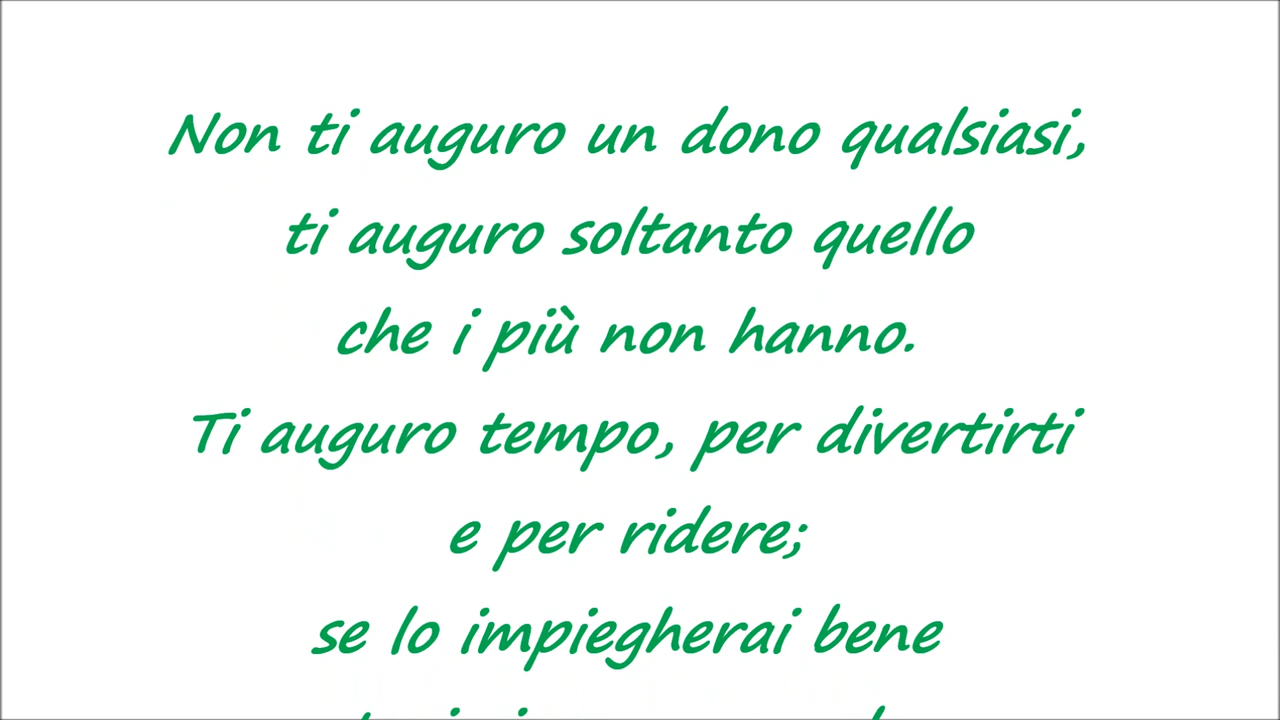 Non ti auguro un dono qualsiasi,
ti auguro soltanto quello
che i più non hanno.
Ti auguro tempo, per divertirti
e per ridere;
se lo impiegherai bene